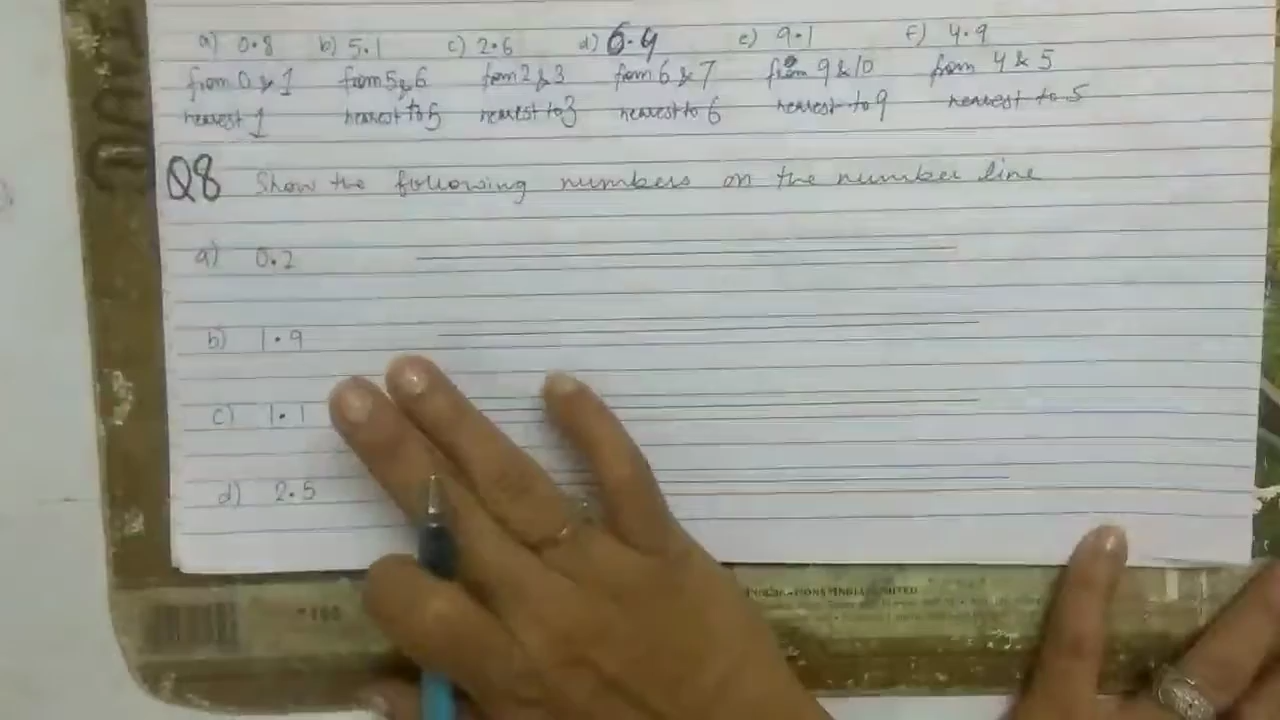 a) 0.8 b) 5.1 c) 2.6 d) 6.4 e) 9.1 f) 4.9
from 0 & 1 from 5 & 6 from 2 & 3 from 6 & 7 from 9 & 10 from 4 & 5
nearest 1 nearest to 5 nearest to 3 nearest to 6 nearest to 9 nearest to 5
Q8 Show the following numbers on the number line
a) 0.2
b) 1.9
c) 1.1
d) 2.5